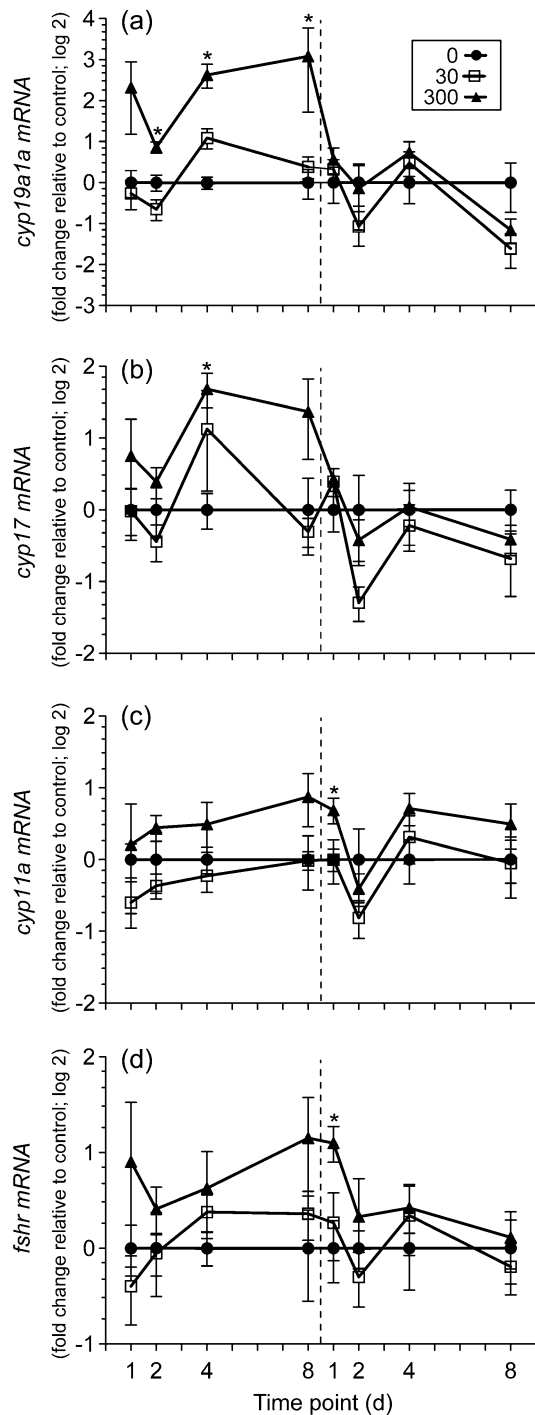 (a)
*
*
*
4
3
2
1
0
-1
-2
-3
0
30
300
cyp19a1a mRNA
(fold change relative to control; log 2)
(b)
*
2
1
0
-1
-2
cyp17 mRNA
(fold change relative to control; log 2)
(c)
*
2
1
0
-1
-2
cyp11a mRNA
(fold change relative to control; log 2)
(d)
*
2
1
0
-1
fshr mRNA
(fold change relative to control; log 2)
1 2 4 8 1 2 4 8
Time point (d)